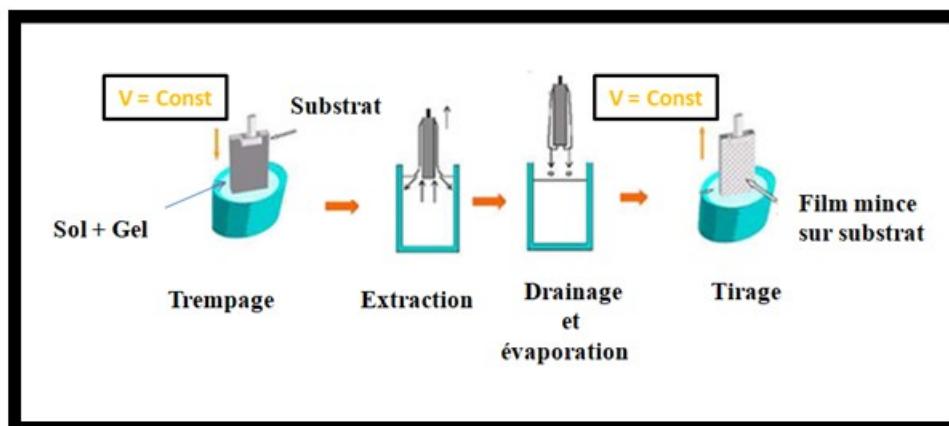 V = Const
Substrat
Sol + Gel
Trempage
Extraction
Drainage
et
évaporation
V = Const
Film mince
sur substrat
Tirage